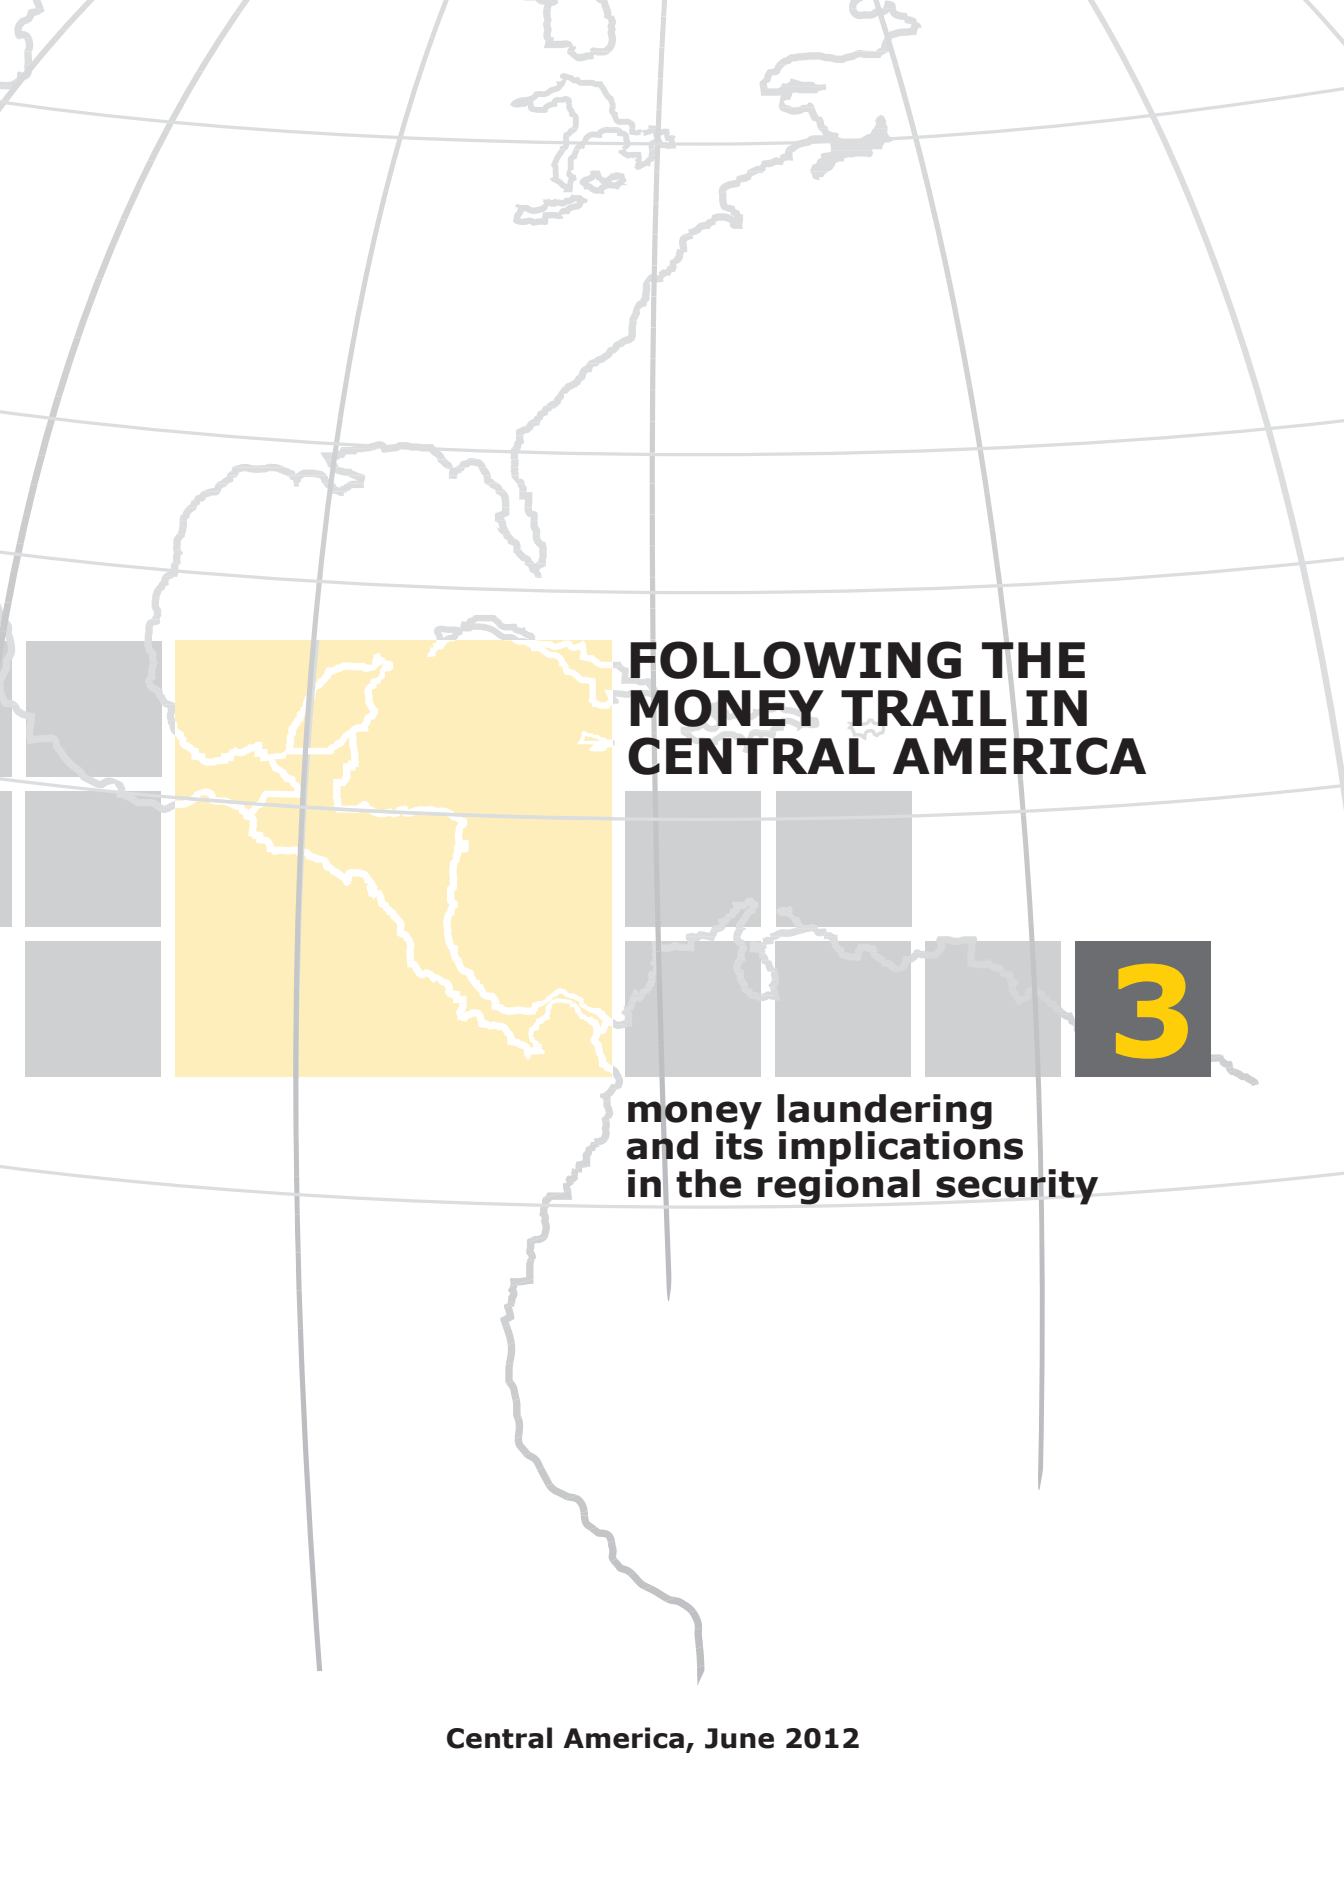 FOLLOWING THE
MONEY TRAIL IN
CENTRAL AMERICA
3
money laundering
and its implications
in the regional security
Central America, June 2012